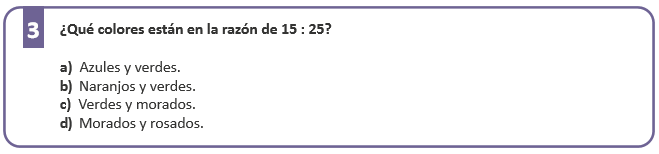 3 ¿Qué colores están en la razón de 15 : 25?
a) Azules y verdes.
b) Naranjos y verdes.
c) Verdes y morados.
d) Morados y rosados.